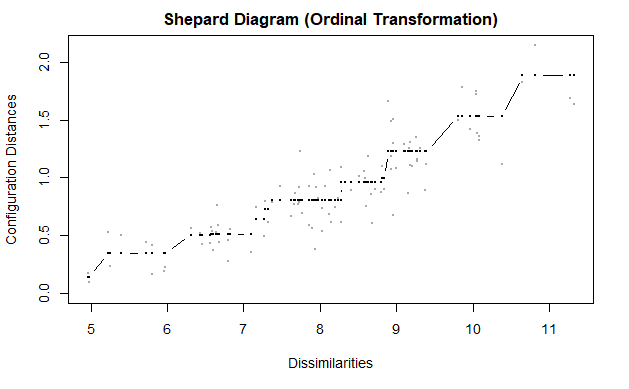 Shepard Diagram (Ordinal Transformation)
Configuration Distances
2.0
1.5
1.0
0.5
0.0
5 6 7 8 9 10 11
Dissimilarities